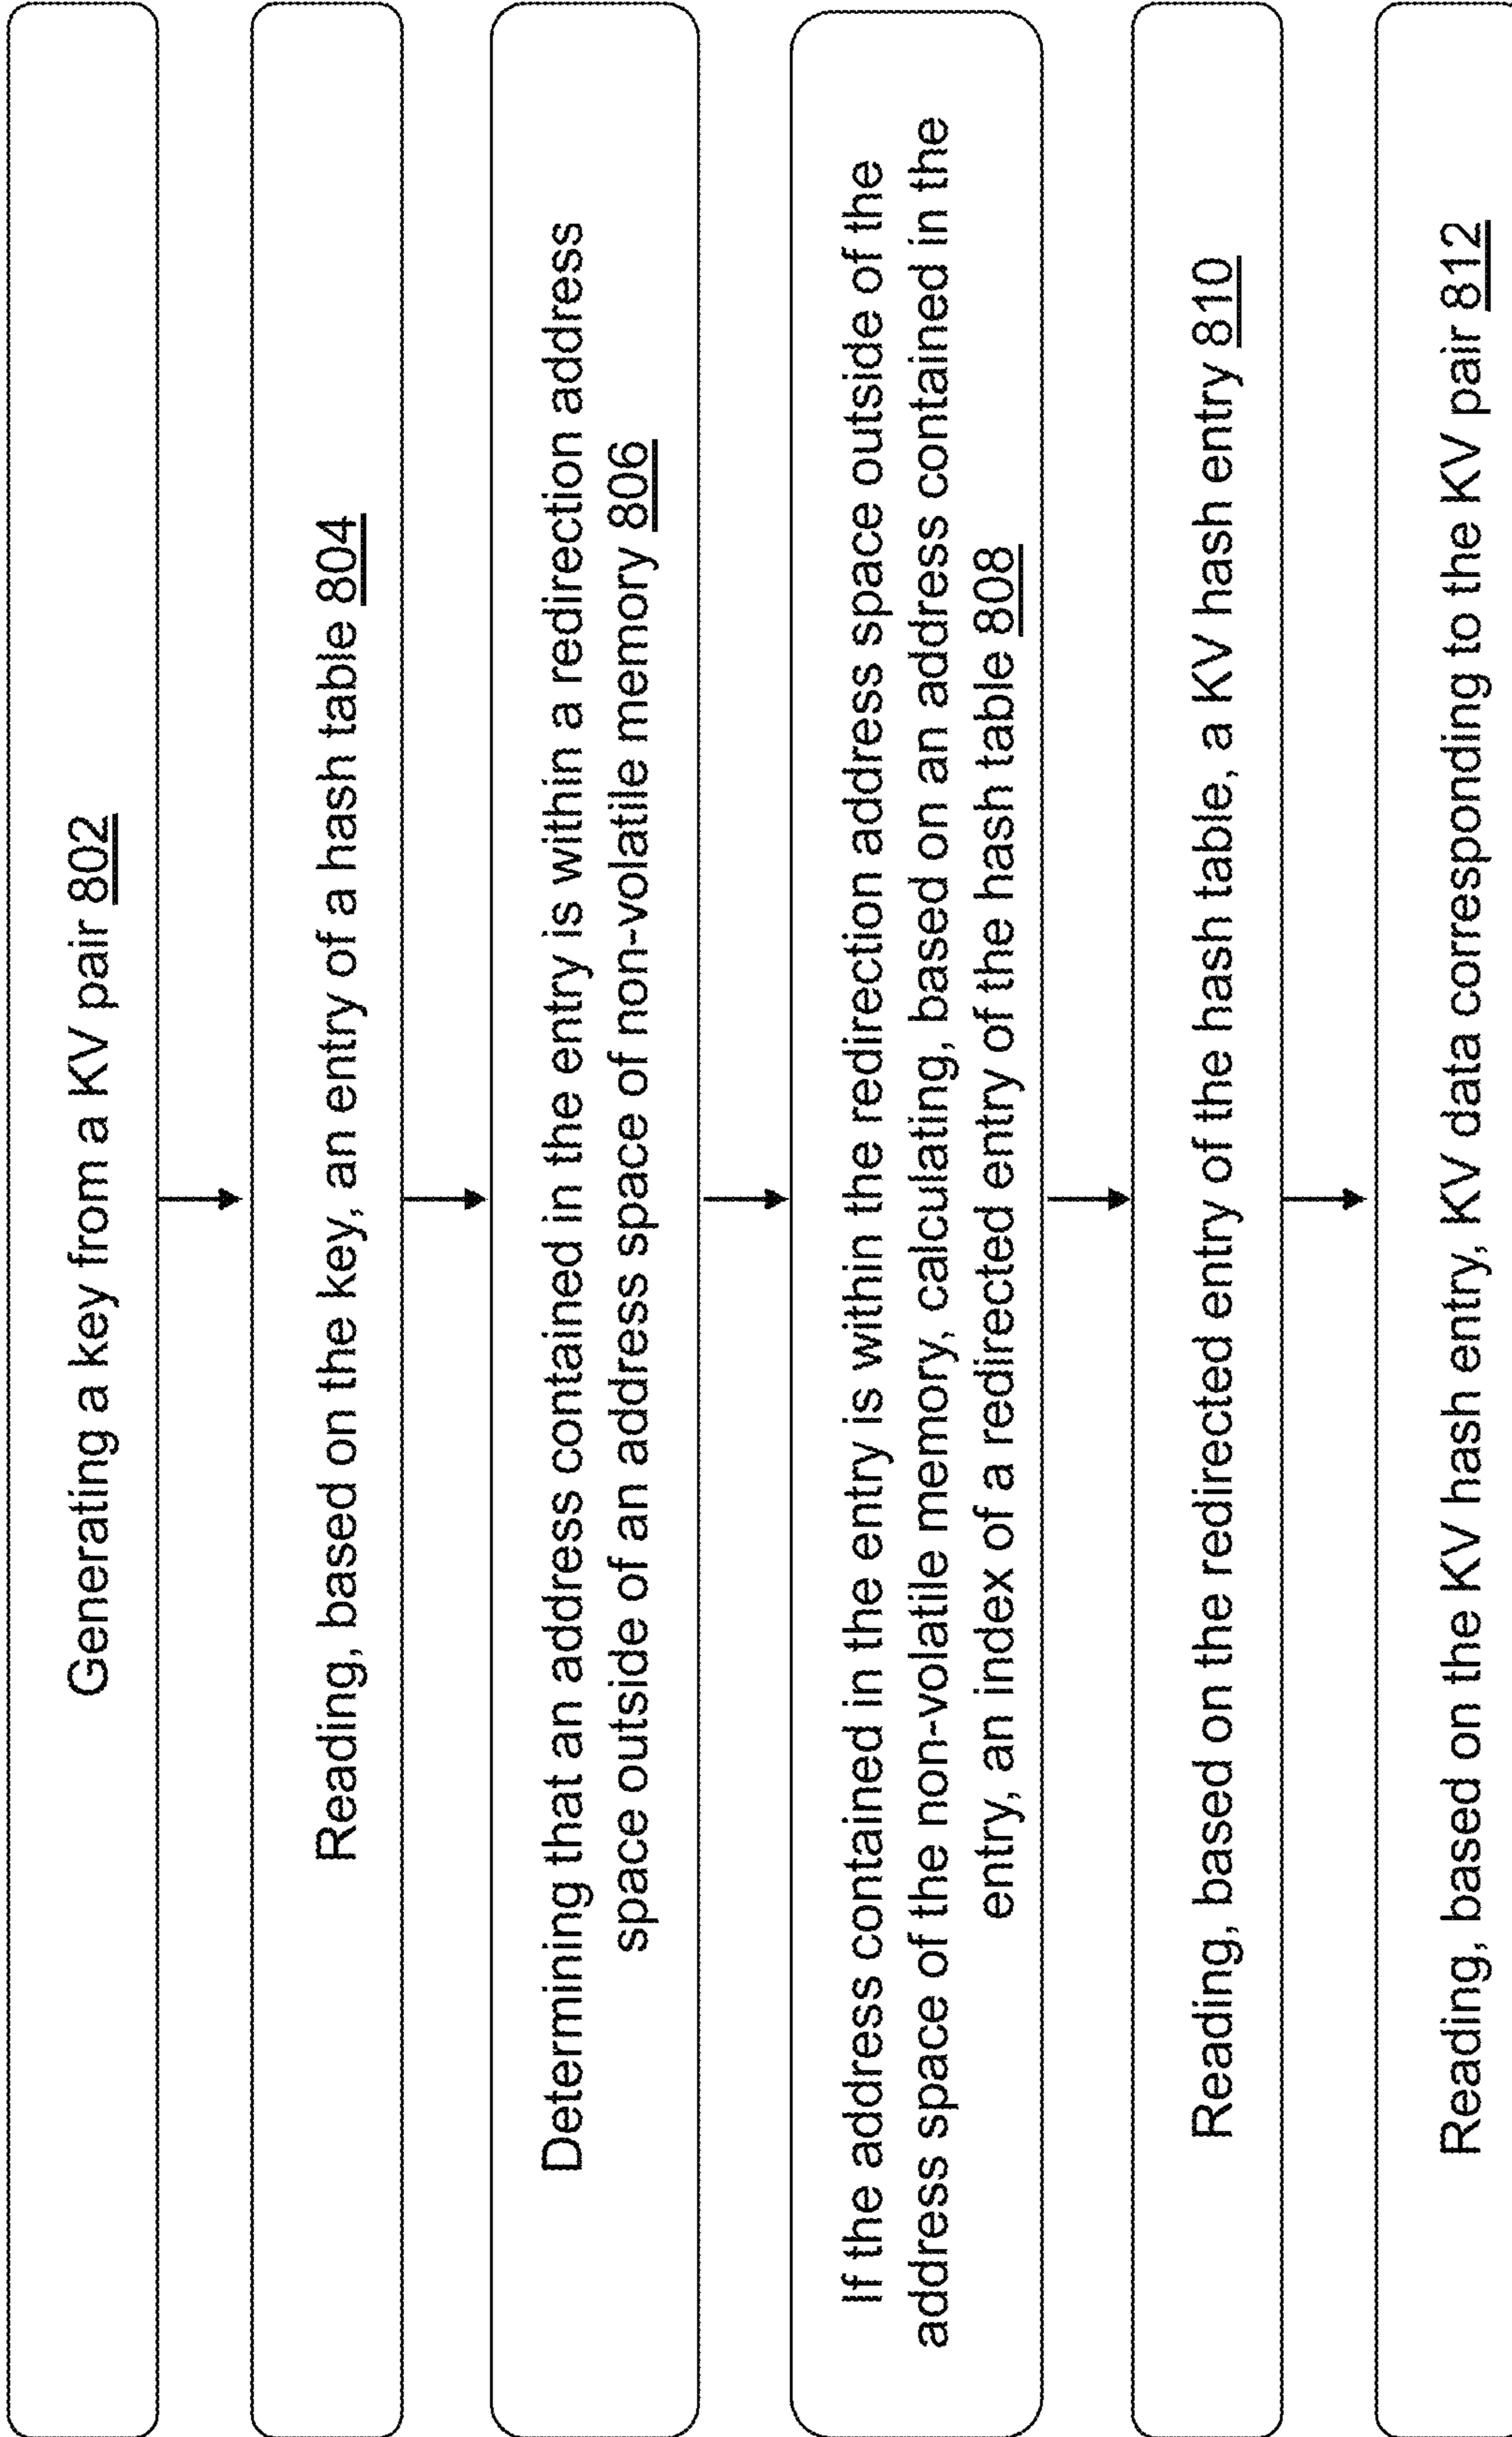 Generating a key from a KV pair 802
Reading, based on the key, an entry of a hash table 804
Determining that an address contained in the entry is within a redirection address
space outside of an address space of non-volatile memory 806
If the address contained in the entry is within the redirection address space outside of the
address space of the non-volatile memory, calculating, based on an address contained in the
entry, an index of a redirected entry of the hash table 808
Reading, based on the redirected entry of the hash table, a KV hash entry 810
Reading, based on the KV hash entry, KV data corresponding to the KV pair 812